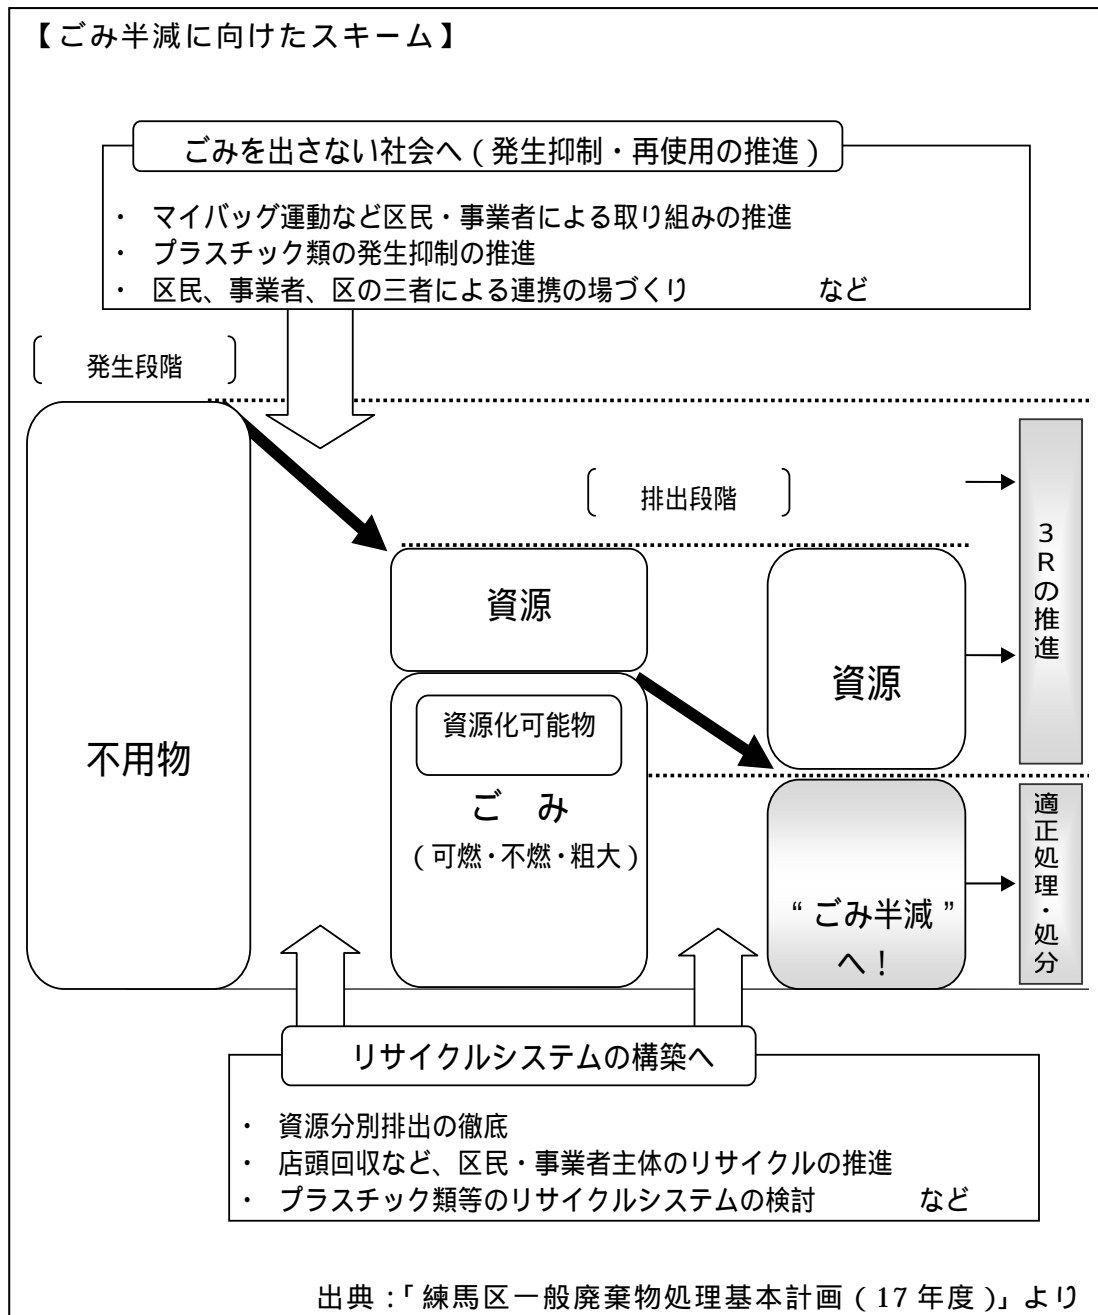 【ごみ半減に向けたスキーム】
ごみを出さない社会へ（発生抑制・再使用の推進）
・ マイバッグ運動など区民・事業者による取り組みの推進
・ プラスチック類の発生抑制の推進
・ 区民、事業者、区の三者による連携の場づくり など
〔 発生段階 〕
〔 排出段階 〕
不用物
資源
資源化可能物
ご み
（可燃・不燃・粗大）
資源
“ごみ半減”
へ！
３Ｒの推進
適正処理・処分
リサイクルシステムの構築へ
・ 資源分別排出の徹底
・ 店頭回収など、区民・事業者主体のリサイクルの推進
・ プラスチック類等のリサイクルシステムの検討 など
出典：「練馬区一般廃棄物処理基本計画（17年度）」より